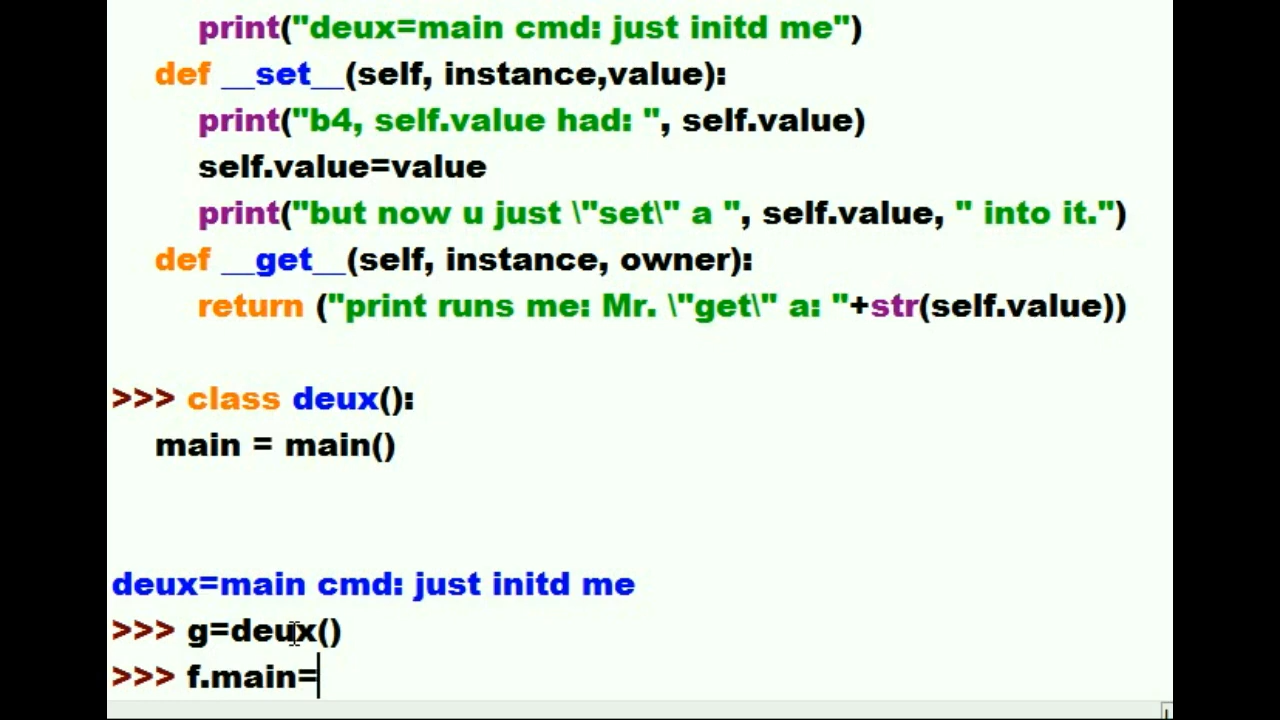 print("deux=main cmd: just initd me")
def __set__(self, instance,value):
print("b4, self.value had: ", self.value)
self.value=value
print("but now u just \"set\" a ", self.value, " into it.")
def __get__(self, instance, owner):
return ("print runs me: Mr. \"get\" a: "+str(self.value))
>>> class deux():
main = main()
deux=main cmd: just initd me
>>> g=deux()
>>> f.main=